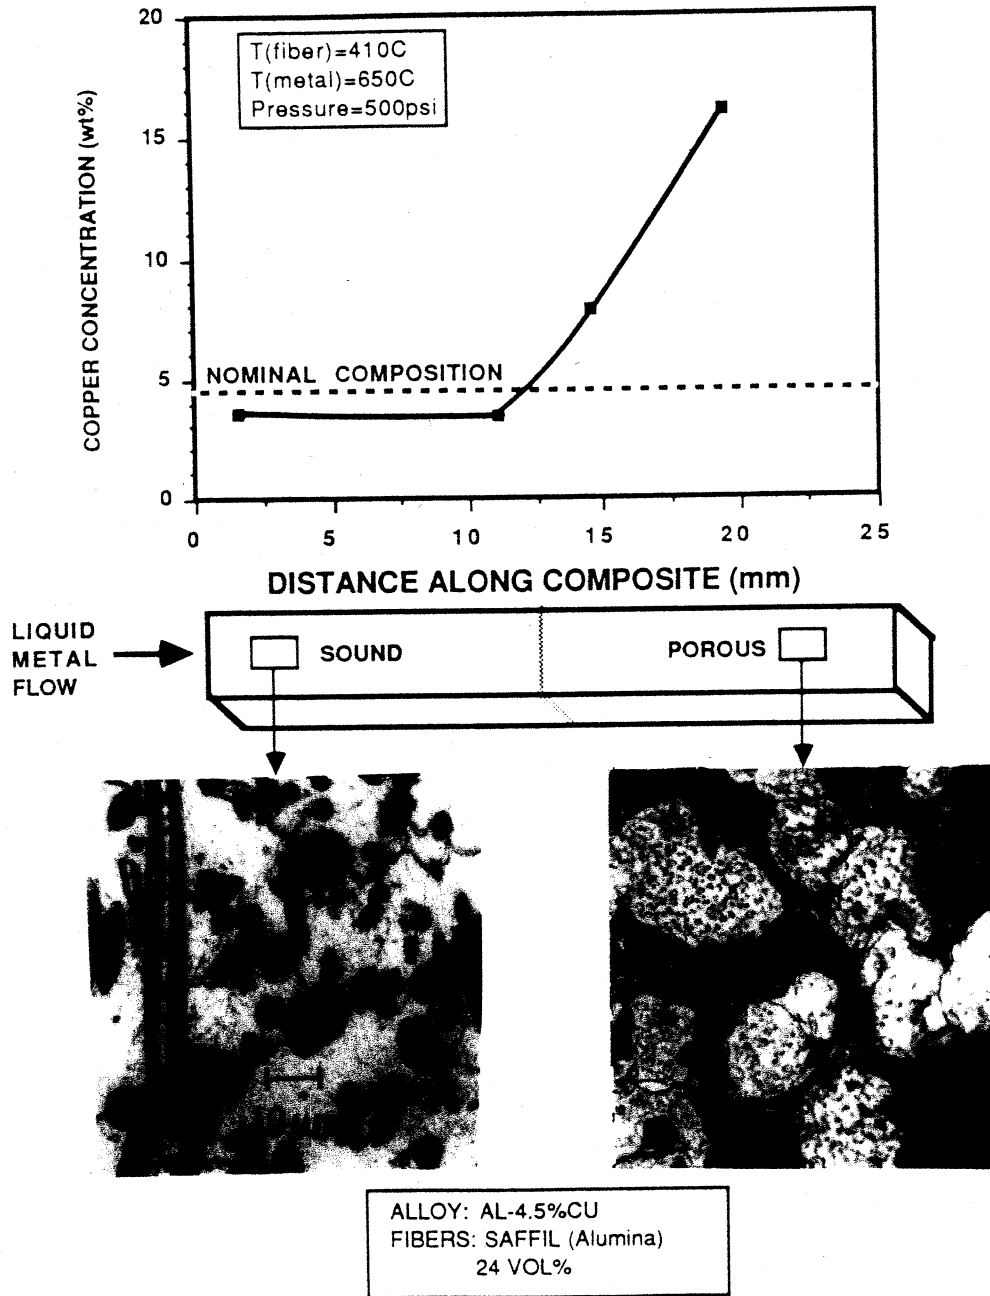 20
15
10
5
0
COPPER CONCENTRATION (wt%)
T(fiber)=410C
T(metal)=650C
Pressure=500psi
NOMINAL COMPOSITION
0 5 10 15 20 25
DISTANCE ALONG COMPOSITE (mm)
LIQUID
METAL
FLOW
SOUND
POROUS
ALLOY: AL-4.5%CU
FIBERS: SAFFIL (Alumina)
24 VOL%